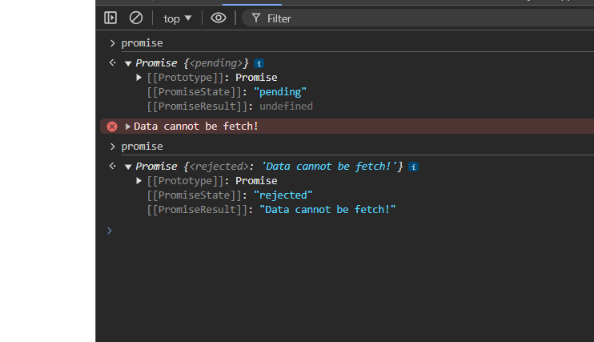 top Filter
promise
Promise {<pending>} i
[[Prototype]]: Promise
[[PromiseState]]: "pending"
[[PromiseResult]]: undefined
Data cannot be fetch!
promise
Promise {<rejected>: 'Data cannot be fetch!'} i
[[Prototype]]: Promise
[[PromiseState]]: "rejected"
[[PromiseResult]]: "Data cannot be fetch!"